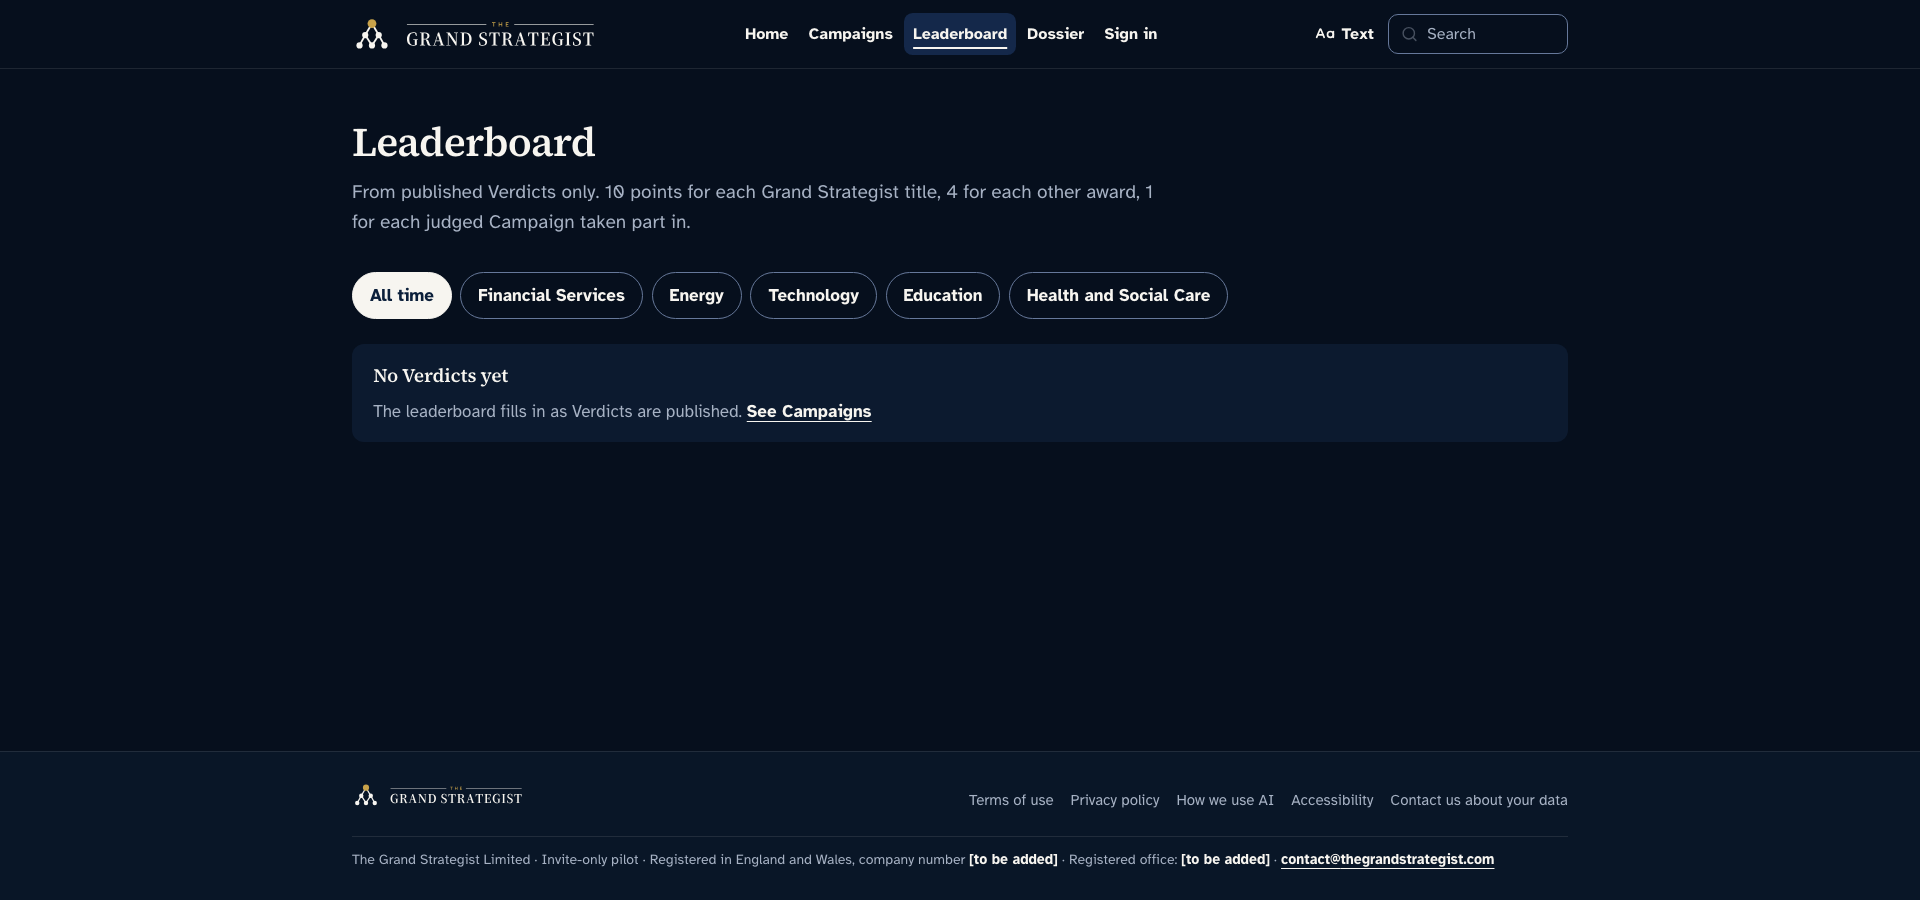 THE
GRAND STRATEGIST
Home
Campaigns
Leaderboard
Dossier
Sign in
Aa Text
Search
Leaderboard
From published Verdicts only. 10 points for each Grand Strategist title, 4 for each other award, 1
for each judged Campaign taken part in.
All time
Financial Services
Energy
Technology
Education
Health and Social Care
No Verdicts yet
The leaderboard fills in as Verdicts are published. See Campaigns
THE
GRAND STRATEGIST
Terms of use
Privacy policy
How we use AI
Accessibility
Contact us about your data
The Grand Strategist Limited · Invite-only pilot · Registered in England and Wales, company number [to be added] · Registered office: [to be added] · contact@thegrandstrategist.com